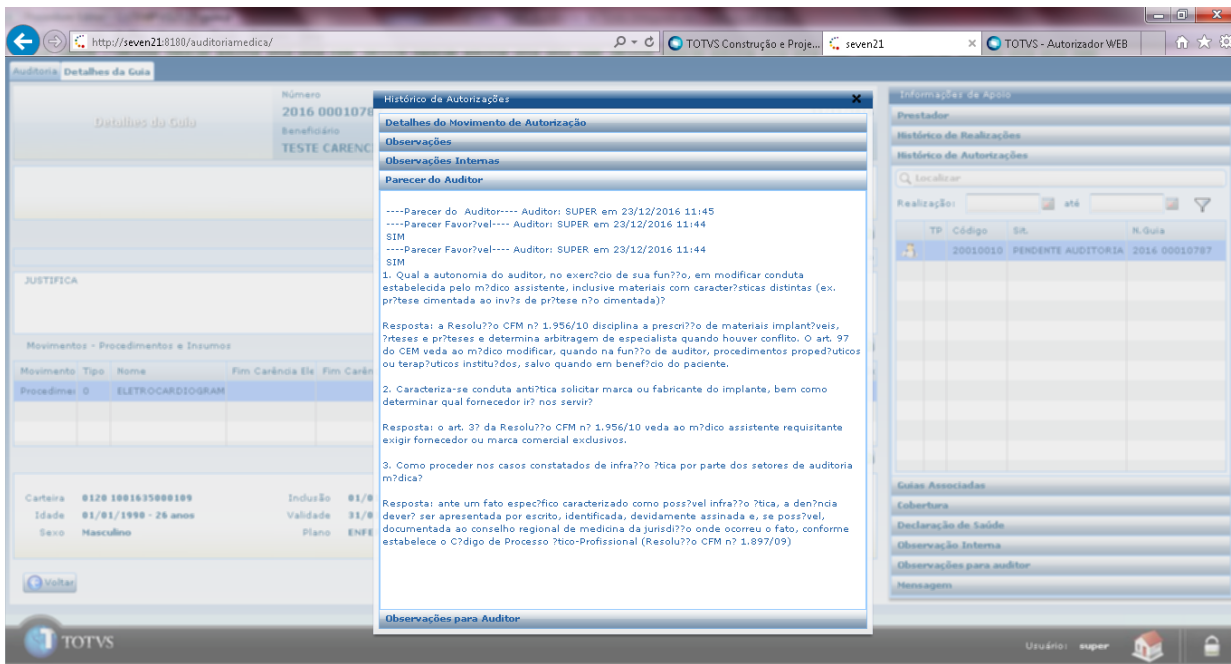 http://seven21:8180/auditoriamedica/
TOTVS Construção e Proje...
seven21
TOTVS - Autorizador WEB
Auditoria
Detalhes da Guia
Detalhes da Guia
Número
2016 0001078
Beneficiário
TESTE CARENC
JUSTIFICA
Movimentos - Procedimentos e Insumos
Movimento Tipo Nome Fim Carência Ele Fim Carên
Procedimei 0 ELETROCARDIOGRAM
Carteira 0120 1001635000109 Inclusão 01/0
Idade 01/01/1990 - 26 anos Validade 31/0
Sexo Masculino Plano ENFE
Voltar
Histórico de Autorizações
Detalhes do Movimento de Autorização
Observações
Observações Internas
Parecer do Auditor
----Parecer do  Auditor---- Auditor: SUPER em 23/12/2016 11:45
----Parecer Favor?vel---- Auditor: SUPER em 23/12/2016 11:44
SIM
----Parecer Favor?vel---- Auditor: SUPER em 23/12/2016 11:44
SIM
1. Qual a autonomia do auditor, no exerc?cio de sua fun??o, em modificar conduta
estabelecida pelo m?dico assistente, inclusive materiais com caracter?sticas distintas (ex.
pr?tese cimentada ao inv?s de pr?tese n?o cimentada)?
Resposta: a Resolu??o CFM n? 1.956/10 disciplina a prescri??o de materiais implant?veis,
?rteses e pr?teses e determina arbitragem de especialista quando houver conflito. O art. 97
do CEM veda ao m?dico modificar, quando na fun??o de auditor, procedimentos proped?uticos
ou terap?uticos institu?dos, salvo quando em benef?cio do paciente.
2. Caracteriza-se conduta anti?tica solicitar marca ou fabricante do implante, bem como
determinar qual fornecedor ir? nos servir?
Resposta: o art. 3? da Resolu??o CFM n? 1.956/10 veda ao m?dico assistente requisitante
exigir fornecedor ou marca comercial exclusivos.
3. Como proceder nos casos constatados de infra??o ?tica por parte dos setores de auditoria
m?dica?
Resposta: ante um fato espec?fico caracterizado como poss?vel infra??o ?tica, a den?ncia
dever? ser apresentada por escrito, identificada, devidamente assinada e, se poss?vel,
documentada ao conselho regional de medicina da jurisdi??o onde ocorreu o fato, conforme
estabelece o C?digo de Processo ?tico-Profissional (Resolu??o CFM n? 1.897/09)
Observações para Auditor
Informações de Apoio
Prestador
Histórico de Realizações
Histórico de Autorizações
Localizar
Realização: até
TP Código Sit. N.Guia
20010010 PENDENTE AUDITORIA 2016 00010787
Guias Associadas
Cobertura
Declaração de Saúde
Observação Interna
Observações para auditor
Mensagem
TOTVS
Usuário: super